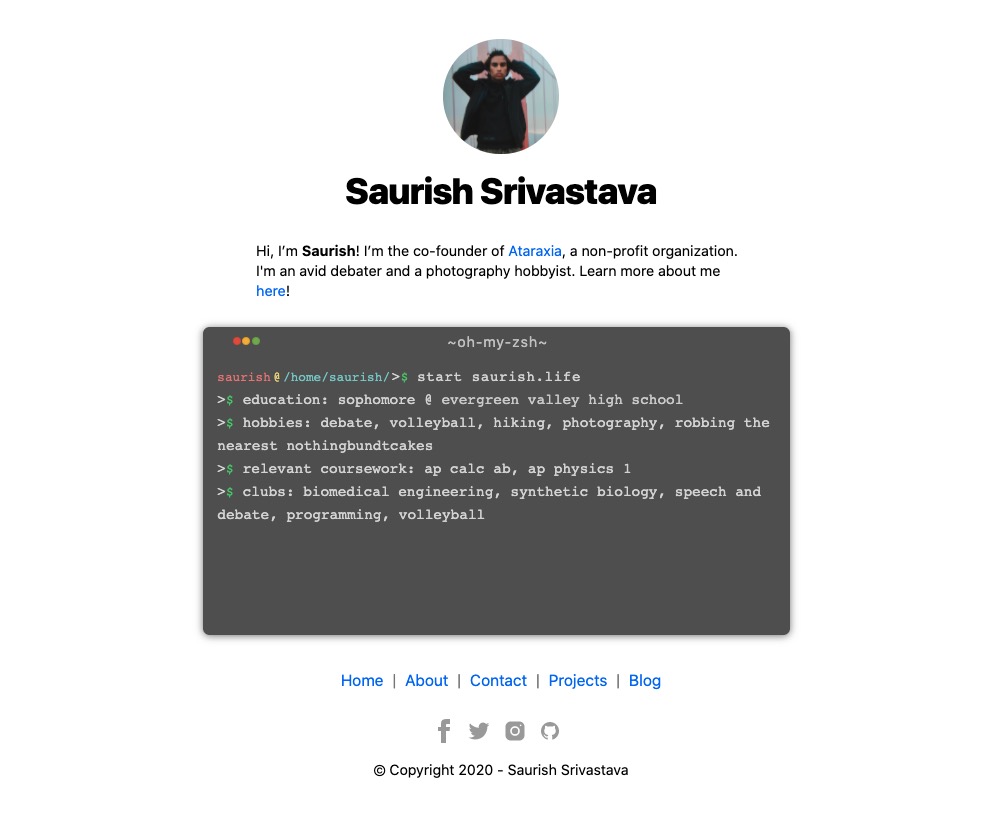 Saurish Srivastava
Hi, I’m Saurish! I’m the co-founder of Ataraxia, a non-profit organization.
I'm an avid debater and a photography hobbyist. Learn more about me
here!
~oh-my-zsh~
saurish@/home/saurish/>$ start saurish.life
>$ education: sophomore @ evergreen valley high school
>$ hobbies: debate, volleyball, hiking, photography, robbing the
nearest nothingbundtcakes
>$ relevant coursework: ap calc ab, ap physics 1
>$ clubs: biomedical engineering, synthetic biology, speech and
debate, programming, volleyball
Home | About | Contact | Projects | Blog
© Copyright 2020 - Saurish Srivastava